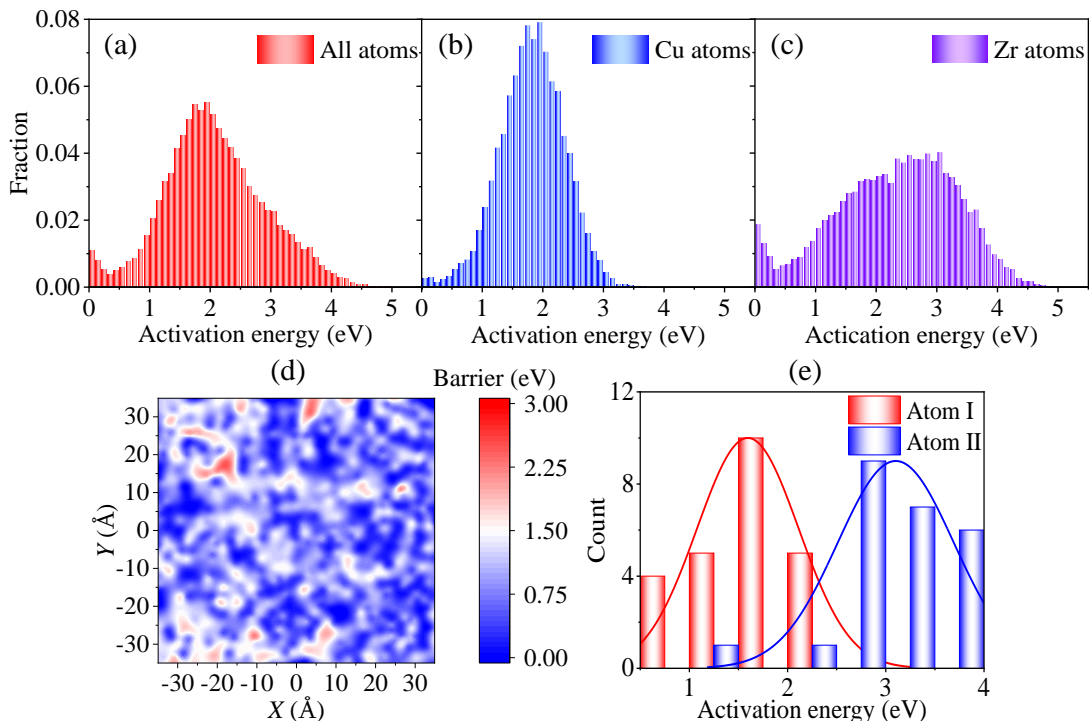 (a)
All atoms
(b)
Cu atoms
(c)
Zr atoms
Fraction
0.08
0.06
0.04
0.02
0.00
0 1 2 3 4 5
0 1 2 3 4 5
0 1 2 3 4 5
Activation energy (eV)
Activation energy (eV)
Actication energy (eV)
(d)
Barrier (eV)
3.00
2.25
1.50
0.75
0.00
Y (Å)
30
20
10
0
-10
-20
-30
-30 -20 -10 0 10 20 30
X (Å)
(e)
Atom I
Atom II
Count
12
9
6
4
0
1 2 3 4
Activation energy (eV)